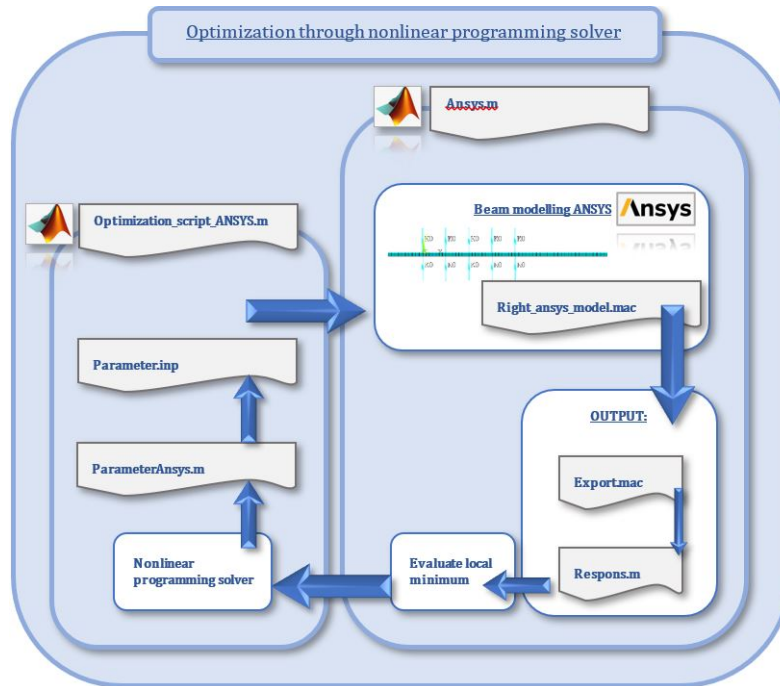 Optimization through nonlinear programming solver
Ansys.m
Beam modelling ANSYS
Ansys
Optimization_script_ANSYS.m
Right_ansys_model.mac
Parameter.inp
OUTPUT:
ParameterAnsys.m
Export.mac
Nonlinear
programming solver
Evaluate local
minimum
Respons.m